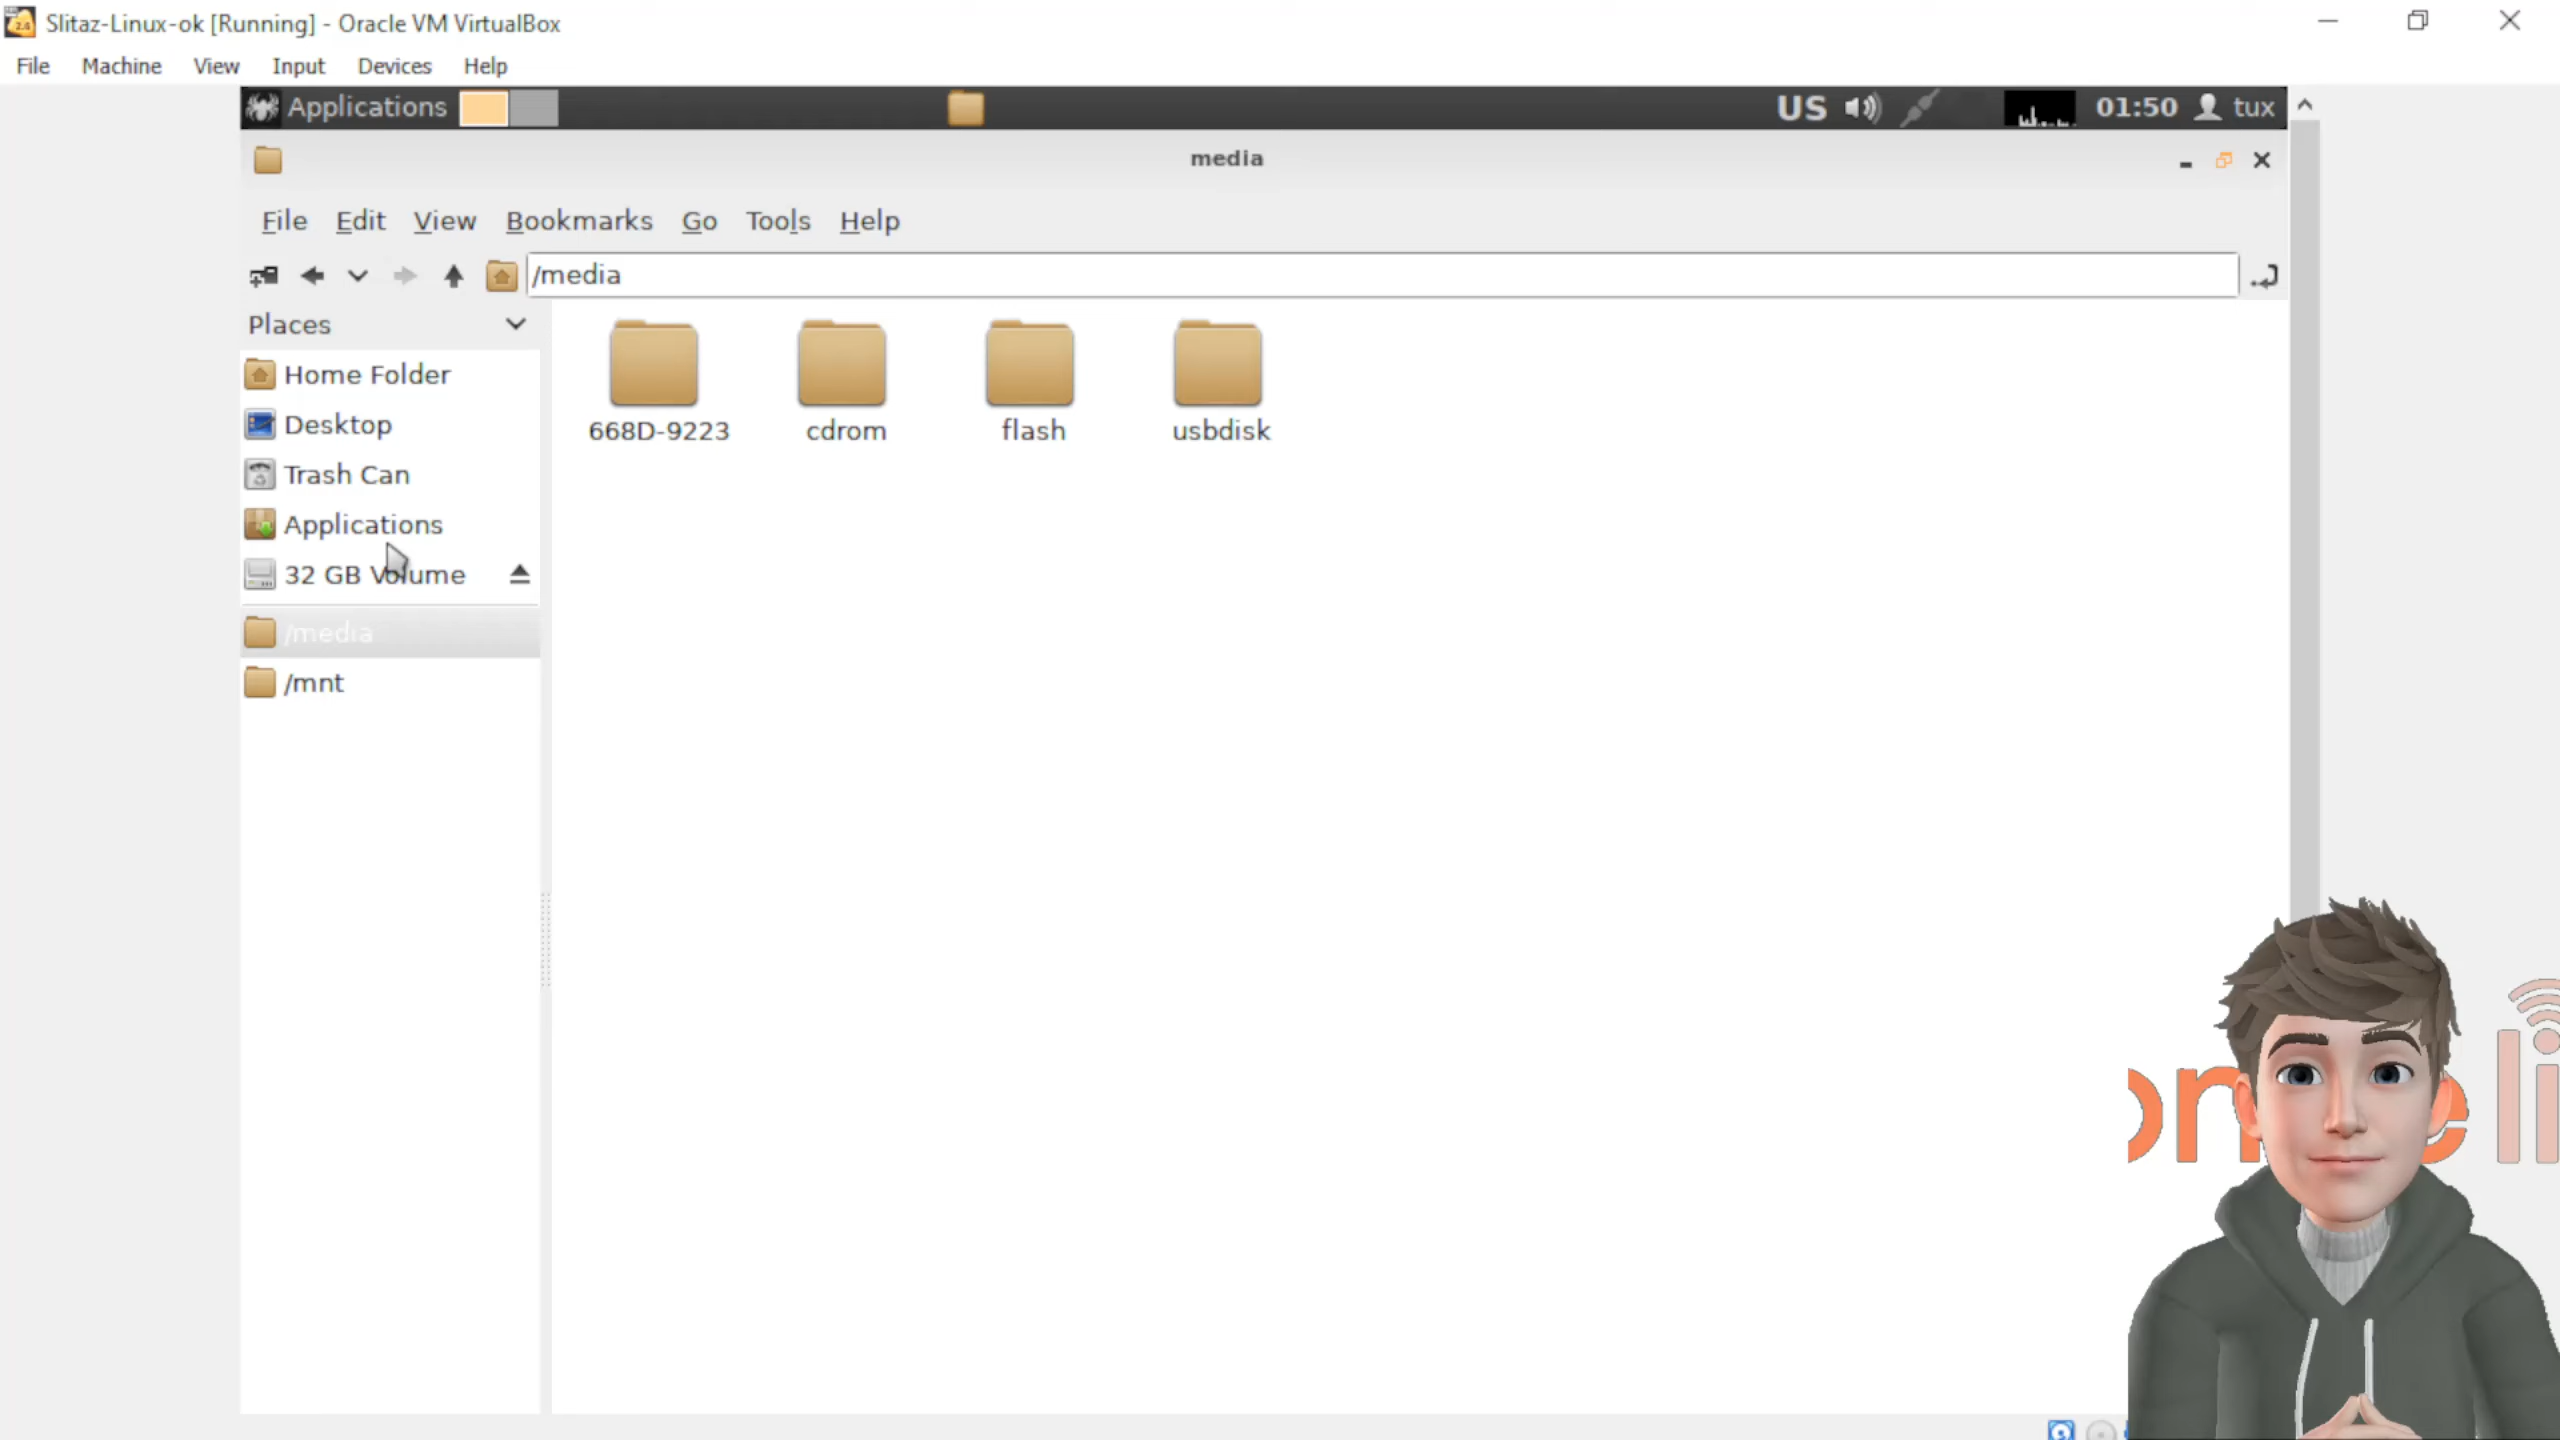 Slitaz-Linux-ok [Running] - Oracle VM VirtualBox
File Machine View Input Devices Help
Applications US 01:50 tux
media
File Edit View Bookmarks Go Tools Help
/media
Places
Home Folder
Desktop
Trash Can
Applications
32 GB Volume
/media
/mnt
668D-9223 cdrom flash usbdisk